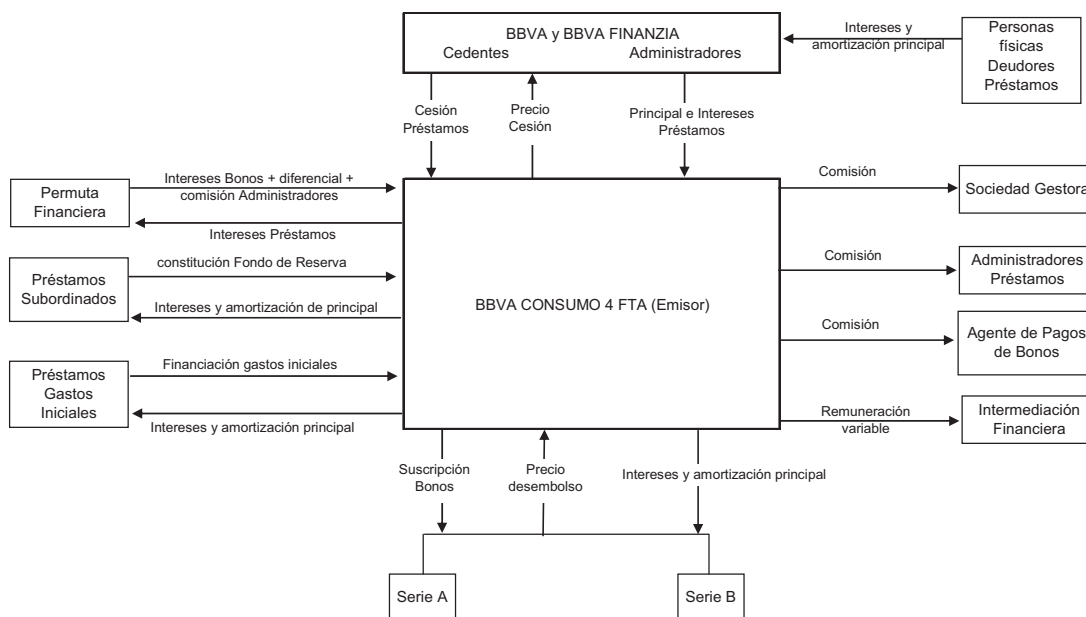 BBVA y BBVA FINANZIA
Cedentes
Administradores
Intereses y
amortización principal
Personas
físicas
Deudores
Préstamos
Cesión
Préstamos
Precio
Cesión
Principal e Intereses
Préstamos
Permuta
Financiera
Intereses Bonos + diferencial +
comisión Administradores
Intereses Préstamos
Préstamos
Subordinados
constitución Fondo de Reserva
Intereses y amortización de principal
Préstamos
Gastos
Iniciales
Financiación gastos iniciales
Intereses y amortización principal
BBVA CONSUMO 4 FTA (Emisor)
Comisión
Sociedad Gestora
Comisión
Administradores
Préstamos
Comisión
Agente de Pagos
de Bonos
Remuneración
variable
Intermediación
Financiera
Suscripción
Bonos
Precio
desembolso
Intereses y amortización principal
Serie A
Serie B